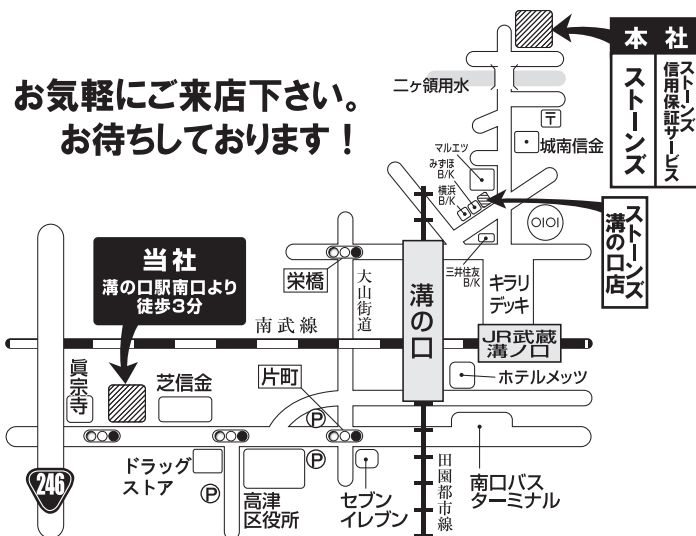 お気軽にご来店下さい。
お待ちしております！
本社
ストーンズ
ストーンズ
信用保証サービス
二ヶ領用水
〒
城南信金
マルエツ
みずほ
B/K
横浜
B/K
OIOI
ストーンズ
溝の口店
三井住友
B/K
キラリ
デッキ
当社
溝の口駅南口より
徒歩3分
栄橋
大山街道
溝の口
南武線
JR武蔵
溝ノ口
眞宗寺
芝信金
片町
ホテルメッツ
P
246
ドラッグ
ストア
P
高津
区役所
P
セブン
イレブン
田園都市線
南口バス
ターミナル